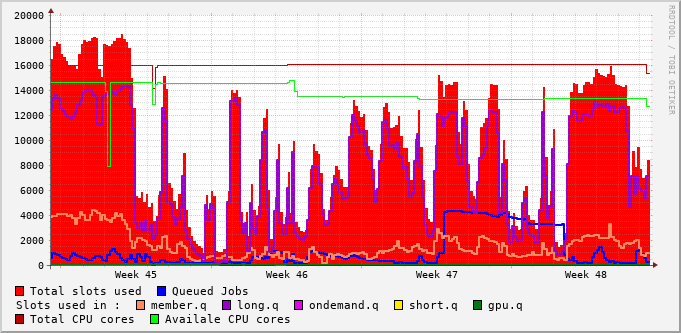 20000
18000
16000
14000
12000
10000
8000
6000
4000
2000
0
RRDTOOL / TOBI OETIKER
Week 45 Week 46 Week 47 Week 48
Total slots used Queued Jobs
Slots used in : member.q long.q ondemand.q short.q gpu.q
Total CPU cores Availale CPU cores